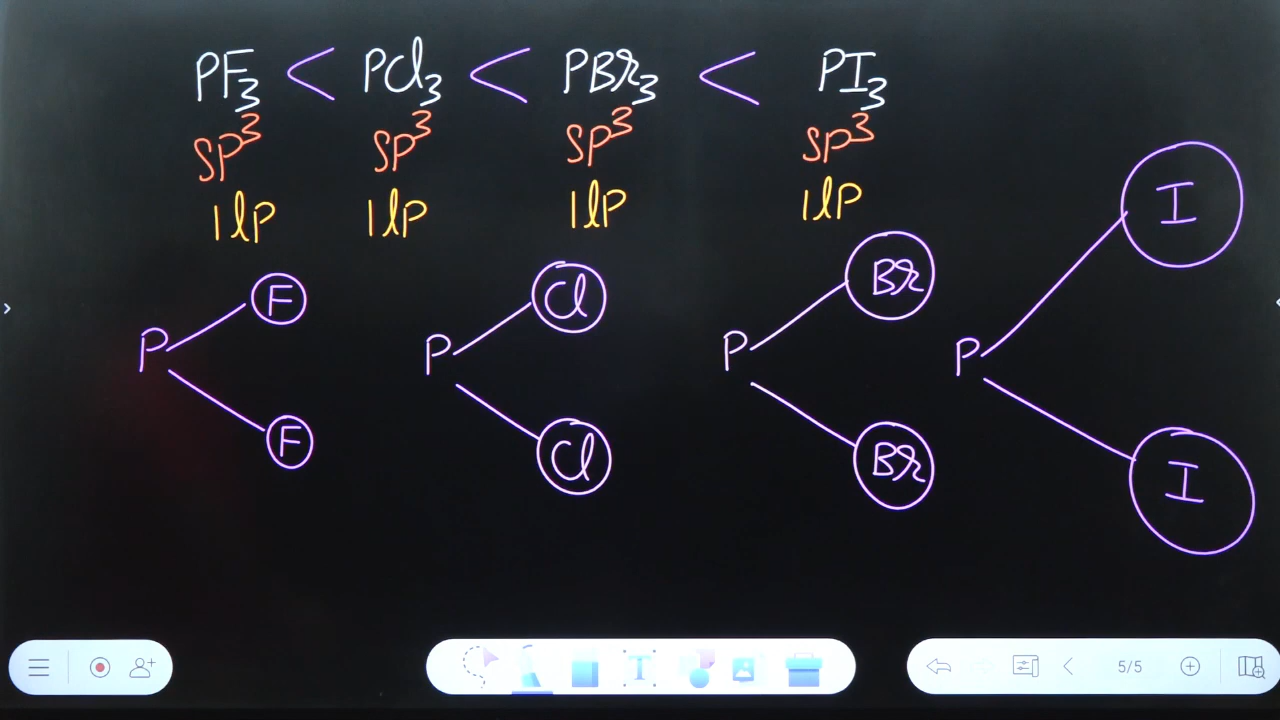 PF₃ < PCl₃ < PBr₃ < PI₃
sp³ sp³ sp³ sp³
1lp 1lp 1lp 1lp
F Cl Br I
P P P P
F Cl Br I
T 5/5